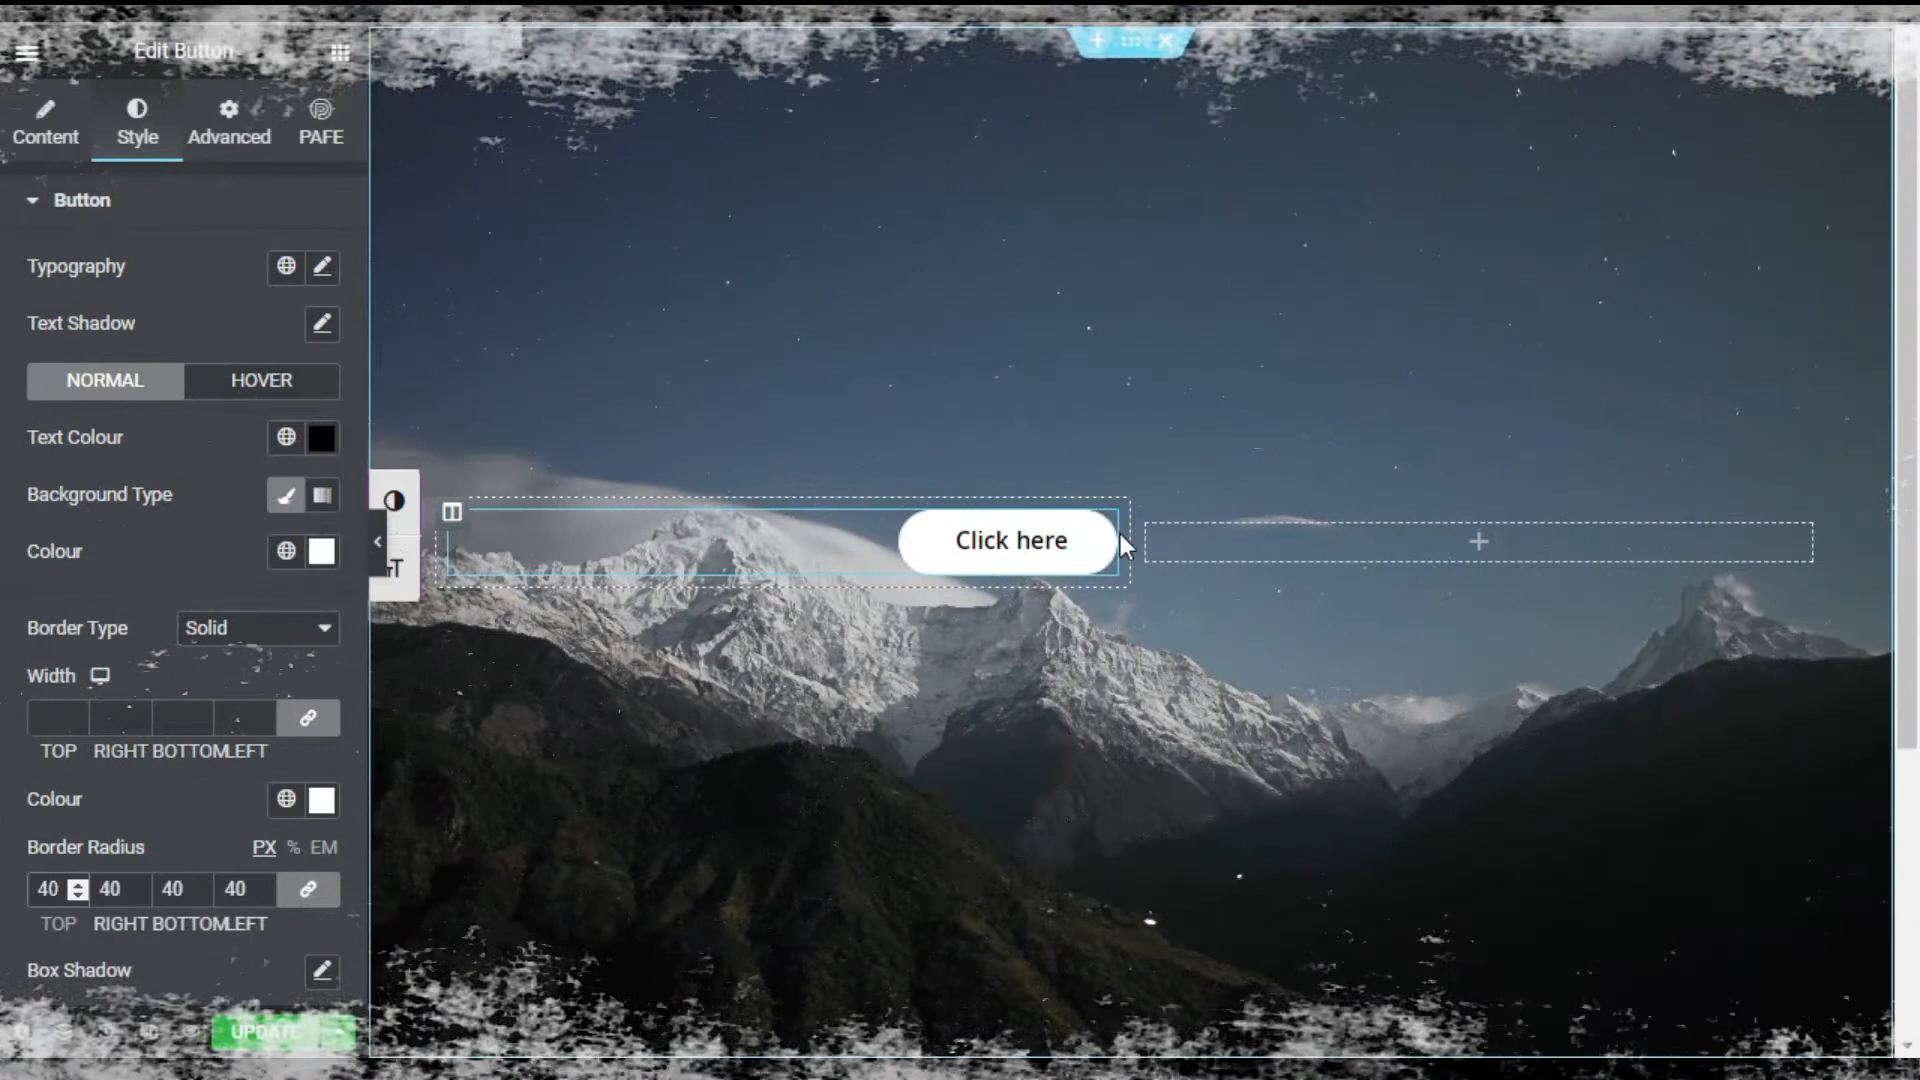 Edit Button
Content Style Advanced PAFE
Button
Typography
Text Shadow
NORMAL HOVER
Text Colour
Background Type
Colour
Border Type Solid
Width
TOP RIGHT BOTTOM LEFT
Colour
Border Radius PX % EM
40 40 40 40
TOP RIGHT BOTTOM LEFT
Box Shadow
UPDATE
Click here